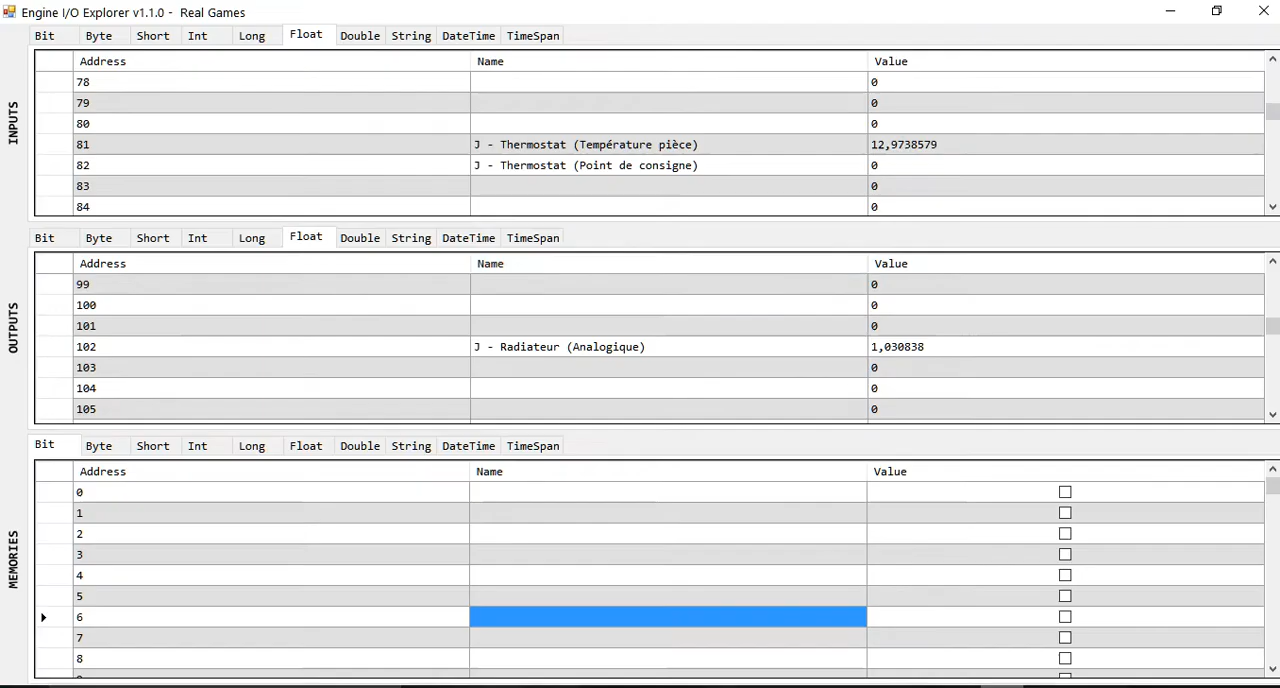 Engine I/O Explorer v1.1.0 - Real Games
Bit Byte Short Int Long Float Double String DateTime TimeSpan
INPUTS
Address Name Value
78 0
79 0
80 0
81 J - Thermostat (Température pièce) 12,9738579
82 J - Thermostat (Point de consigne) 0
83 0
84 0
Bit Byte Short Int Long Float Double String DateTime TimeSpan
OUTPUTS
Address Name Value
99 0
100 0
101 0
102 J - Radiateur (Analogique) 1,030838
103 0
104 0
105 0
Bit Byte Short Int Long Float Double String DateTime TimeSpan
MEMORIES
Address Name Value
0
1
2
3
4
5
6
7
8